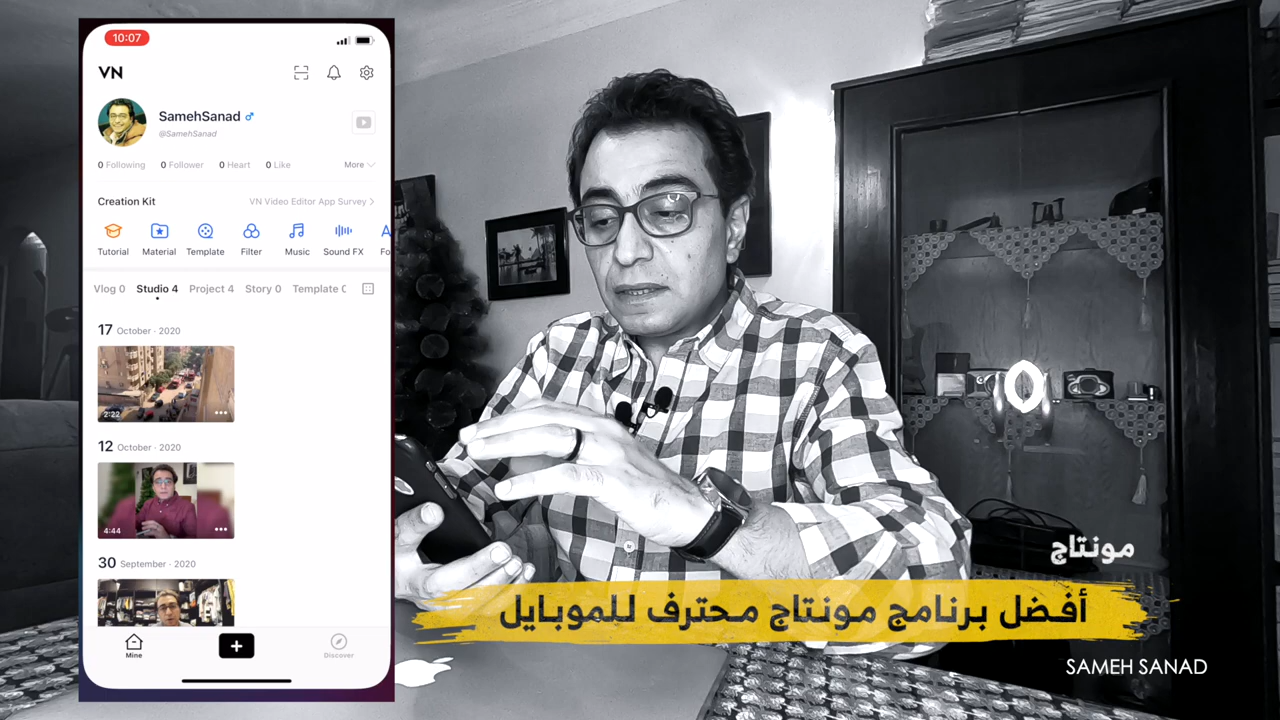 10:07
VN
SamehSanad
@SamehSanad
0 Following 0 Follower 0 Heart 0 Like More
Creation Kit VN Video Editor App Survey
Tutorial Material Template Filter Music Sound FX Fo
Vlog 0 Studio 4 Project 4 Story 0 Template
17 October · 2020
2:22
12 October · 2020
4:44
30 September · 2020
Mine Discover
مونتاج
أفضل برنامج مونتاج محترف للموبايل
SAMEH SANAD